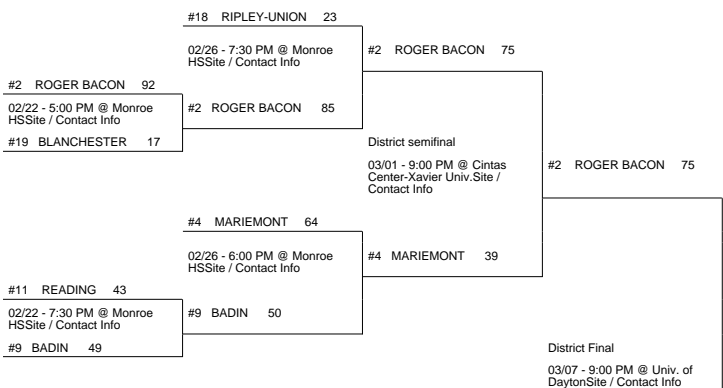 #18 RIPLEY-UNION 23
02/26 - 7:30 PM @ Monroe
HSSite / Contact Info
#2 ROGER BACON 75
#2 ROGER BACON 92
02/22 - 5:00 PM @ Monroe
HSSite / Contact Info
#2 ROGER BACON 85
#19 BLANCHESTER 17
District semifinal
03/01 - 9:00 PM @ Cintas
Center-Xavier Univ.Site /
Contact Info
#2 ROGER BACON 75
#4 MARIEMONT 64
02/26 - 6:00 PM @ Monroe
HSSite / Contact Info
#4 MARIEMONT 39
#11 READING 43
02/22 - 7:30 PM @ Monroe
HSSite / Contact Info
#9 BADIN 50
#9 BADIN 49
District Final
03/07 - 9:00 PM @ Univ. of
DaytonSite / Contact Info